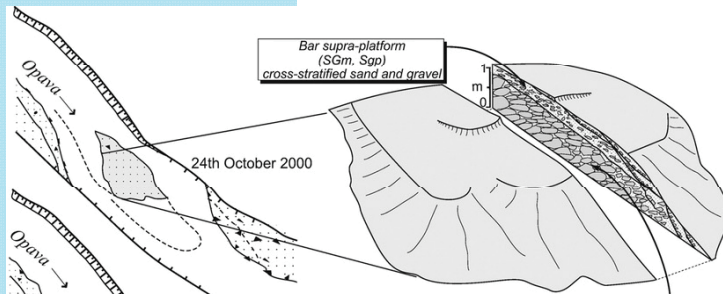 Bar supra-platform
(SGm, Sgp)
cross-stratified sand and gravel
1
m
0
Opava
24th October 2000
Opava